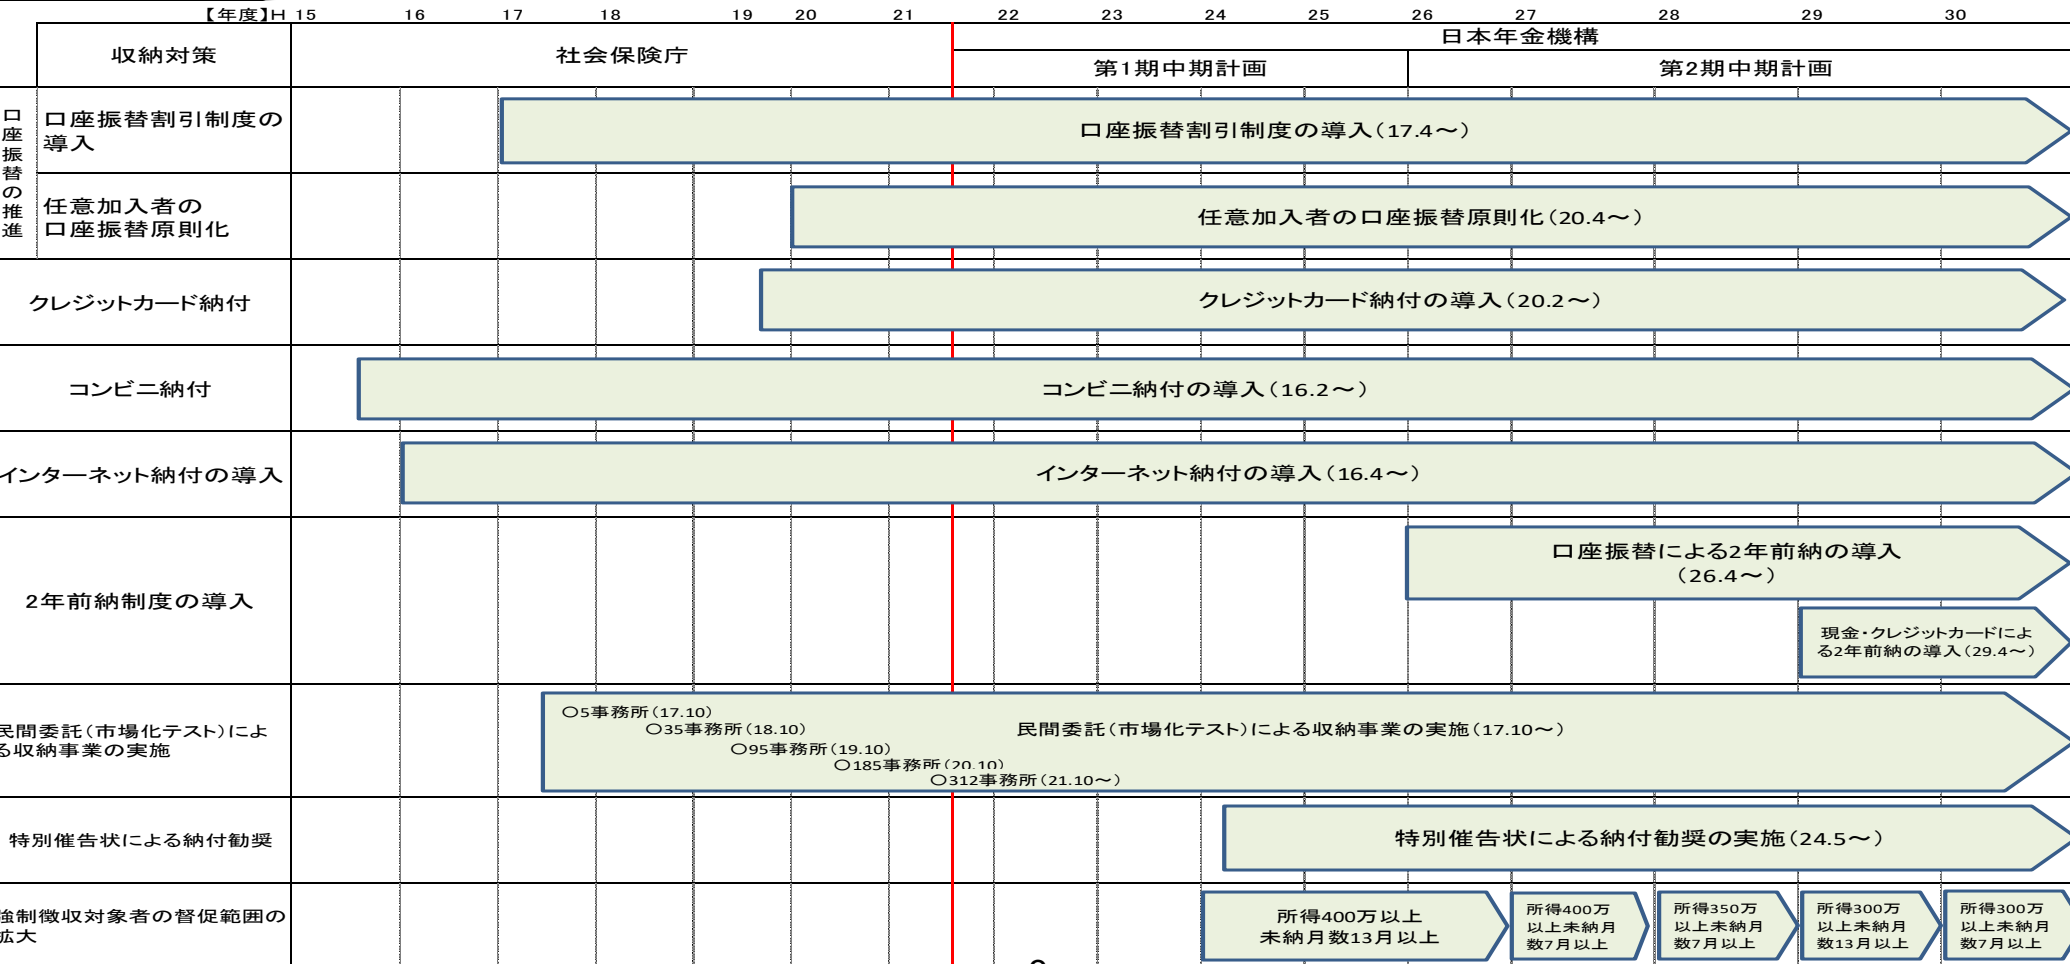 【年度】H 15 16 17 18 19 20 21 22 23 24 25 26 27 28 29 30
収納対策
社会保険庁
日本年金機構
第1期中期計画
第2期中期計画
口座振替の推進
口座振替割引制度の
導入
口座振替割引制度の導入（17.4～）
任意加入者の
口座振替原則化
任意加入者の口座振替原則化（20.4～）
クレジットカード納付
クレジットカード納付の導入（20.2～）
コンビニ納付
コンビニ納付の導入（16.2～）
インターネット納付の導入
インターネット納付の導入（16.4～）
2年前納制度の導入
口座振替による2年前納の導入
（26.4～）
現金・クレジットカードによ
る2年前納の導入（29.4～）
民間委託（市場化テスト）によ
る収納事業の実施
○5事務所（17.10）
○35事務所（18.10）
○95事務所（19.10）
○185事務所（20.10）
○312事務所（21.10～）
民間委託（市場化テスト）による収納事業の実施（17.10～）
特別催告状による納付勧奨
特別催告状による納付勧奨の実施（24.5～）
強制徴収対象者の督促範囲の
拡大
所得400万以上
未納月数13月以上
所得400万
以上未納月
数7月以上
所得350万
以上未納月
数7月以上
所得300万
以上未納月
数13月以上
所得300万
以上未納月
数7月以上